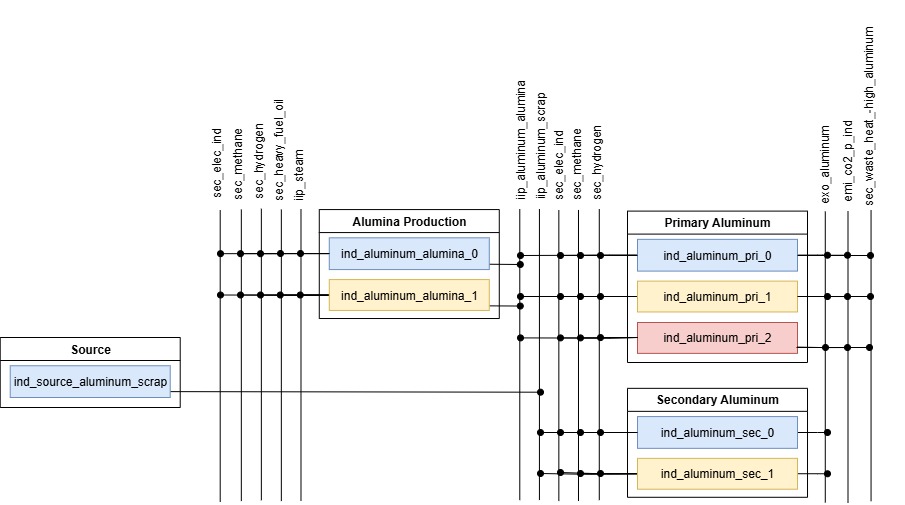 sec_elec_ind
sec_methane
sec_hydrogen
sec_heavy_fuel_oil
iip_steam
iip_aluminum_alumina
iip_aluminum_scrap
sec_elec_ind
sec_methane
sec_hydrogen
exo_aluminum
emi_co2_p_ind
sec_waste_heat_-high_aluminum
Alumina Production
ind_aluminum_alumina_0
ind_aluminum_alumina_1
Primary Aluminum
ind_aluminum_pri_0
ind_aluminum_pri_1
ind_aluminum_pri_2
Source
ind_source_aluminum_scrap
Secondary Aluminum
ind_aluminum_sec_0
ind_aluminum_sec_1